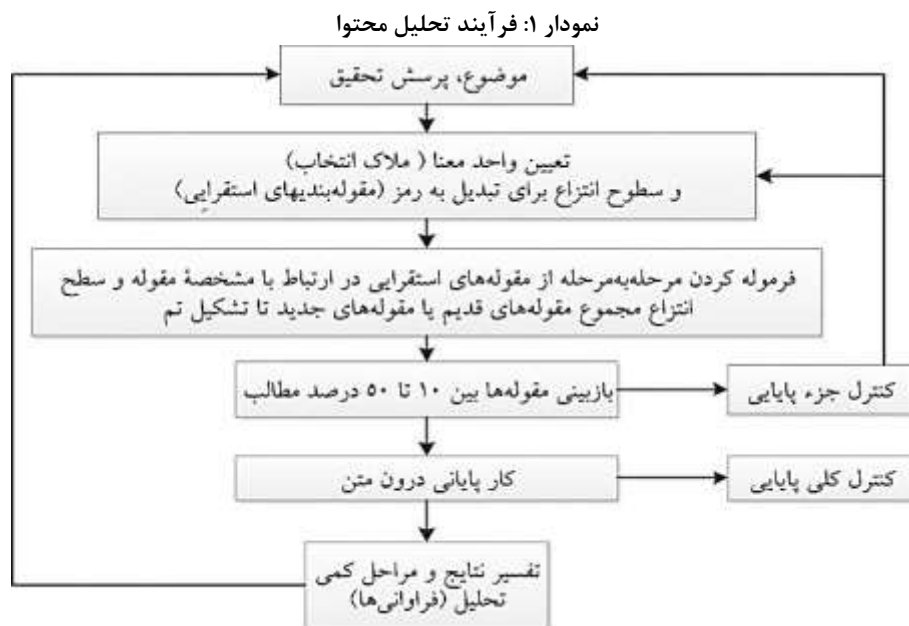 نمودار ۱: فرآیند تحلیل محتوا
موضوع، پرسش تحقیق
تعیین واحد معنا ( ملاک انتخاب)
و سطوح انتزاع برای تبدیل به رمز (مقوله‌بندیهای استقرایی)
فرموله کردن مرحله‌به‌مرحله از مقوله‌های استقرایی در ارتباط با مشخصهٔ مقوله و سطح
انتزاع مجموع مقوله‌های قدیم یا مقوله‌های جدید تا تشکیل تم
بازبینی مقوله‌ها بین ۱۰ تا ۵۰ درصد مطالب
کنترل جزء پایایی
کار پایانی درون متن
کنترل کلی پایایی
تفسیر نتایج و مراحل کمی
تحلیل (فراوانی‌ها)